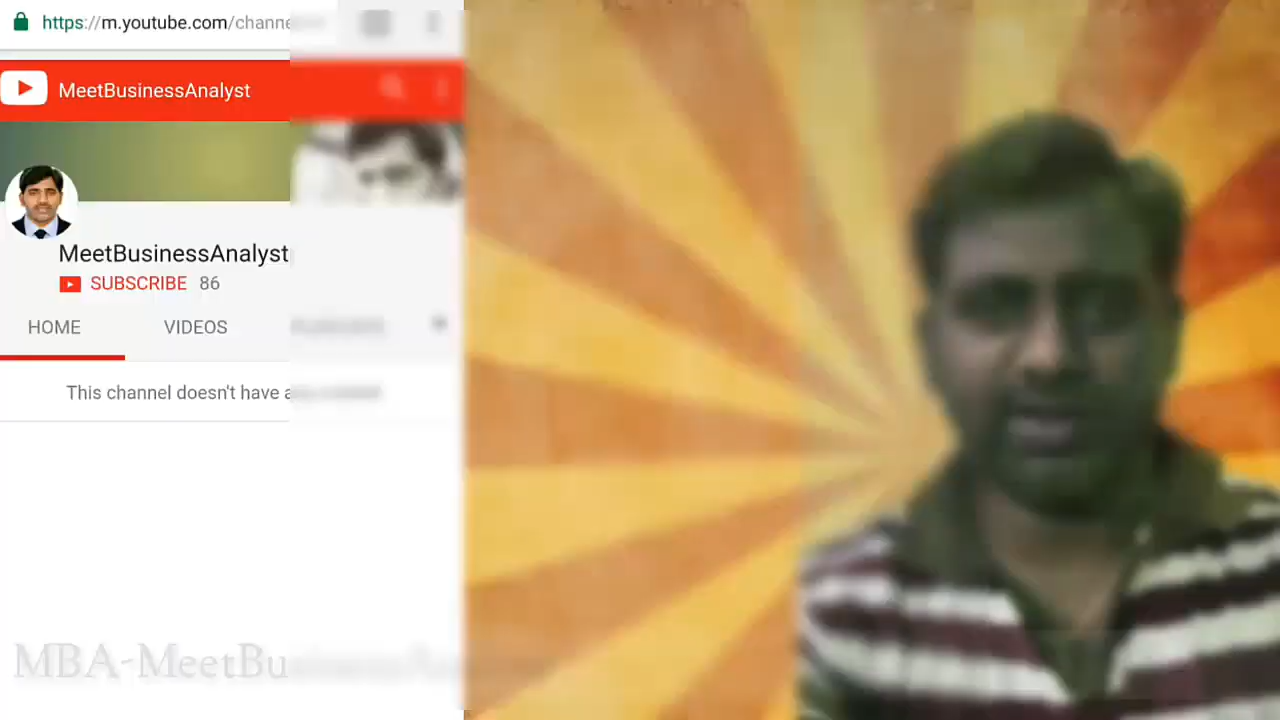 https://m.youtube.com/channe
MeetBusinessAnalyst
MeetBusinessAnalyst
SUBSCRIBE 86
HOME VIDEOS
This channel doesn't have
MBA-MeetBu